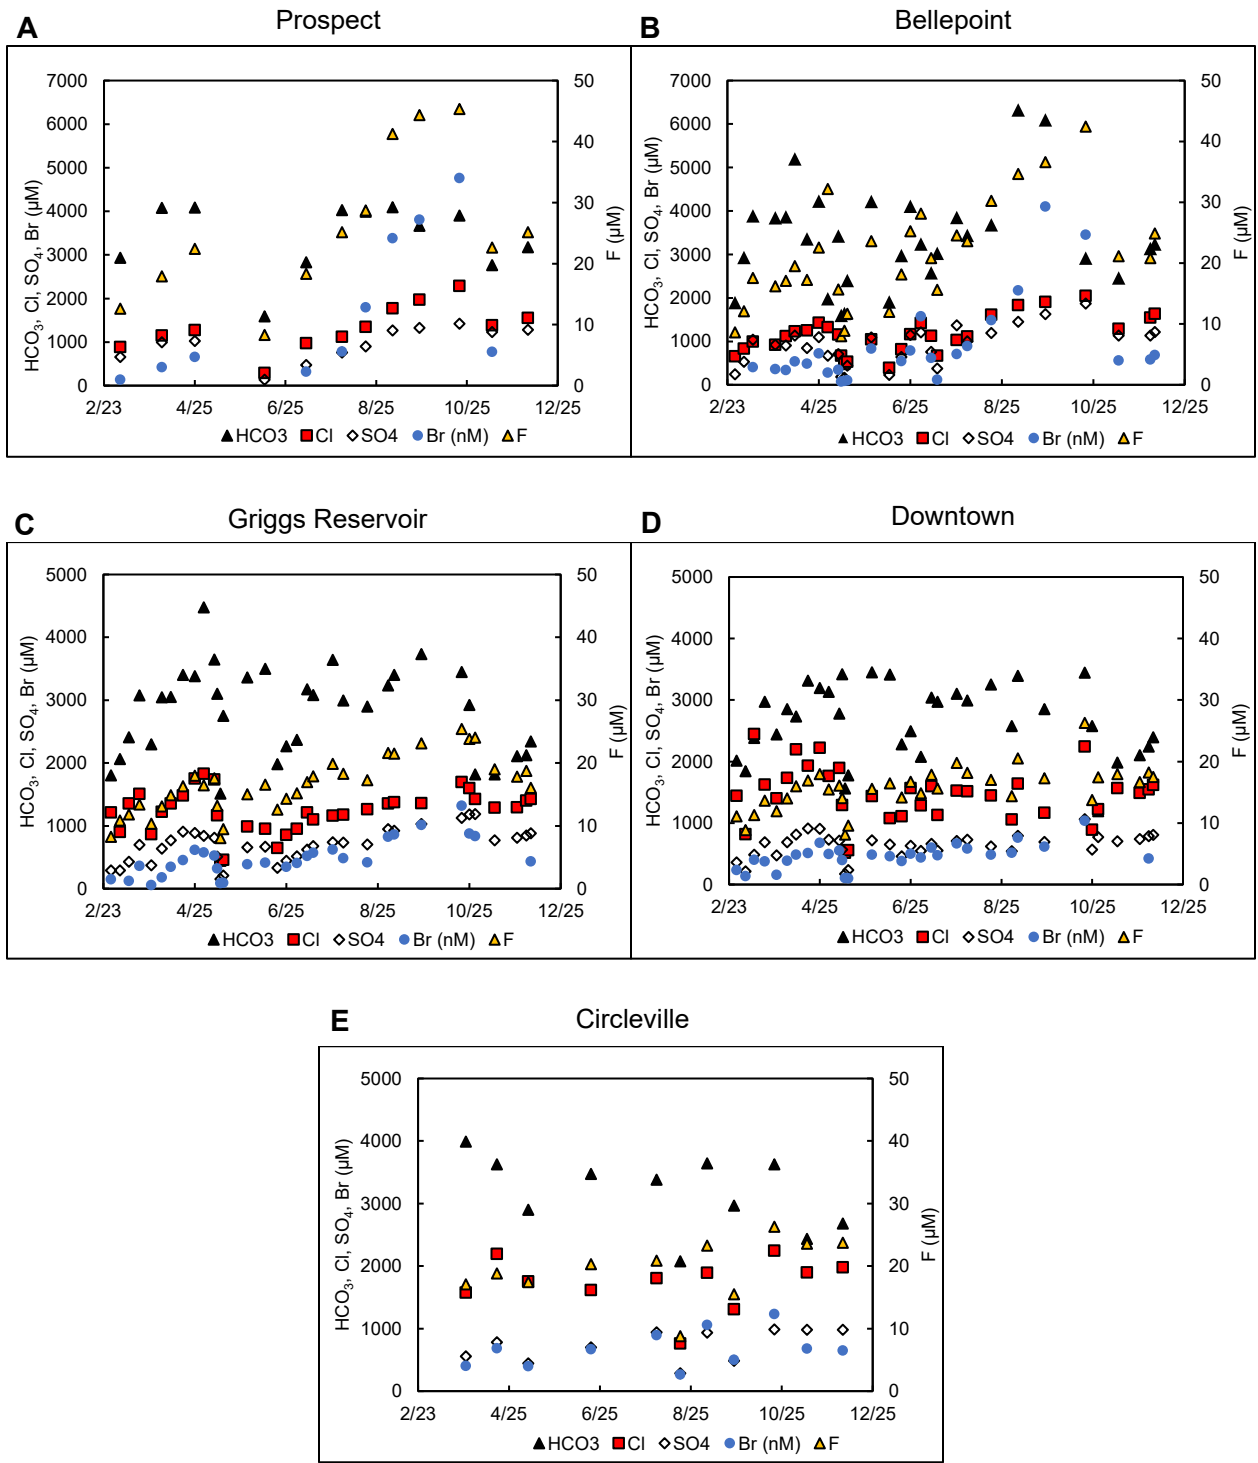 A
Prospect
7000
6000
5000
4000
3000
2000
1000
0
50
40
30
20
10
0
HCO3, Cl, SO4, Br (µM)
F (µM)
2/23 4/25 6/25 8/25 10/25 12/25
HCO3 Cl SO4 Br (nM) F
B
Bellepoint
7000
6000
5000
4000
3000
2000
1000
0
50
40
30
20
10
0
HCO3, Cl, SO4, Br (µM)
F (µM)
2/23 4/25 6/25 8/25 10/25 12/25
HCO3 Cl SO4 Br (nM) F
C
Griggs Reservoir
5000
4000
3000
2000
1000
0
50
40
30
20
10
0
HCO3, Cl, SO4, Br (µM)
F (µM)
2/23 4/25 6/25 8/25 10/25 12/25
HCO3 Cl SO4 Br (nM) F
D
Downtown
5000
4000
3000
2000
1000
0
50
40
30
20
10
0
HCO3, Cl, SO4, Br (µM)
F (µM)
2/23 4/25 6/25 8/25 10/25 12/25
HCO3 Cl SO4 Br (nM) F
E
Circleville
5000
4000
3000
2000
1000
0
50
40
30
20
10
0
HCO3, Cl, SO4, Br (µM)
F (µM)
2/23 4/25 6/25 8/25 10/25 12/25
HCO3 Cl SO4 Br (nM) F